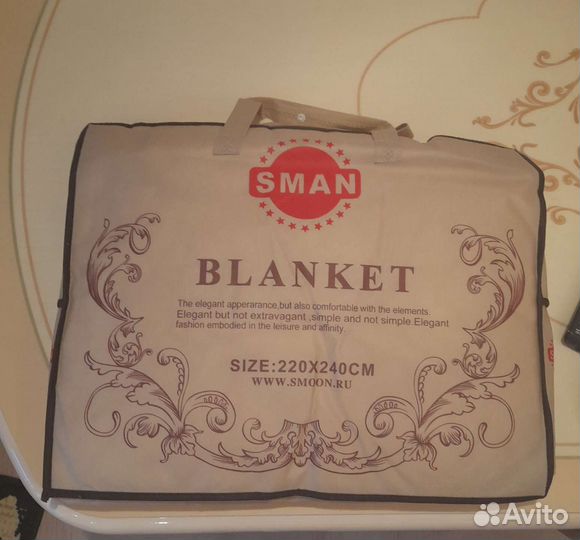 SMAN
BLANKET
The elegant apperarance,but also comfortable with the elements.
Elegant but not extravagant ,simple and not simple.Elegant
fashion embodied in the leisure and affinity.
SIZE:220X240CM
WWW.SMOON.RU
Avito